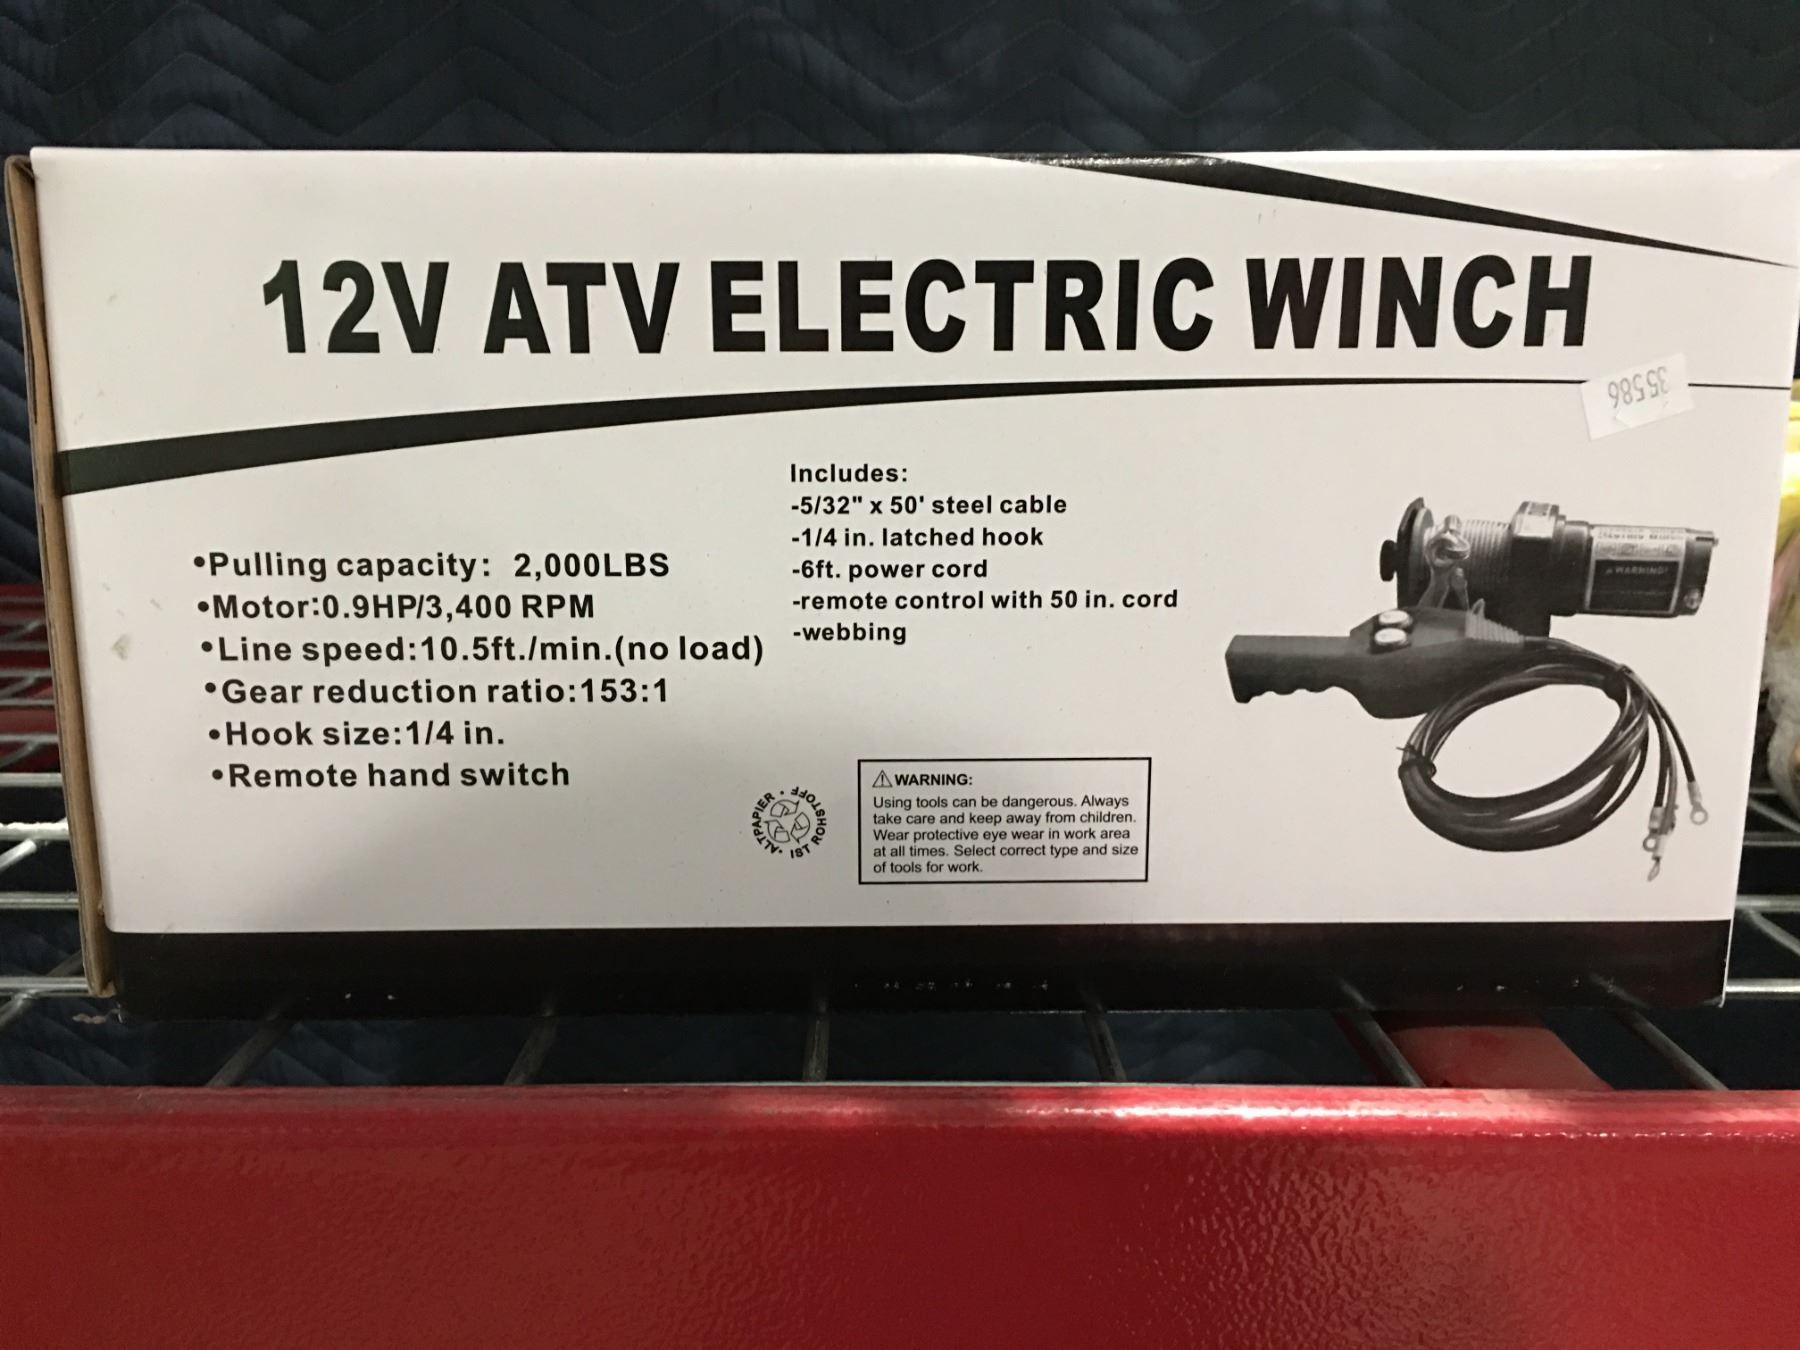 12V ATV ELECTRIC WINCH
35586
•Pulling capacity: 2,000LBS
•Motor:0.9HP/3,400 RPM
•Line speed:10.5ft./min.(no load)
•Gear reduction ratio:153:1
•Hook size:1/4 in.
•Remote hand switch
Includes:
-5/32" x 50' steel cable
-1/4 in. latched hook
-6ft. power cord
-remote control with 50 in. cord
-webbing
ALTPAPIER • IST ROHSTOFF •
⚠ WARNING:
Using tools can be dangerous. Always
take care and keep away from children.
Wear protective eye wear in work area
at all times. Select correct type and size
of tools for work.
ELECTRIC WINCH
⚠ WARNING!